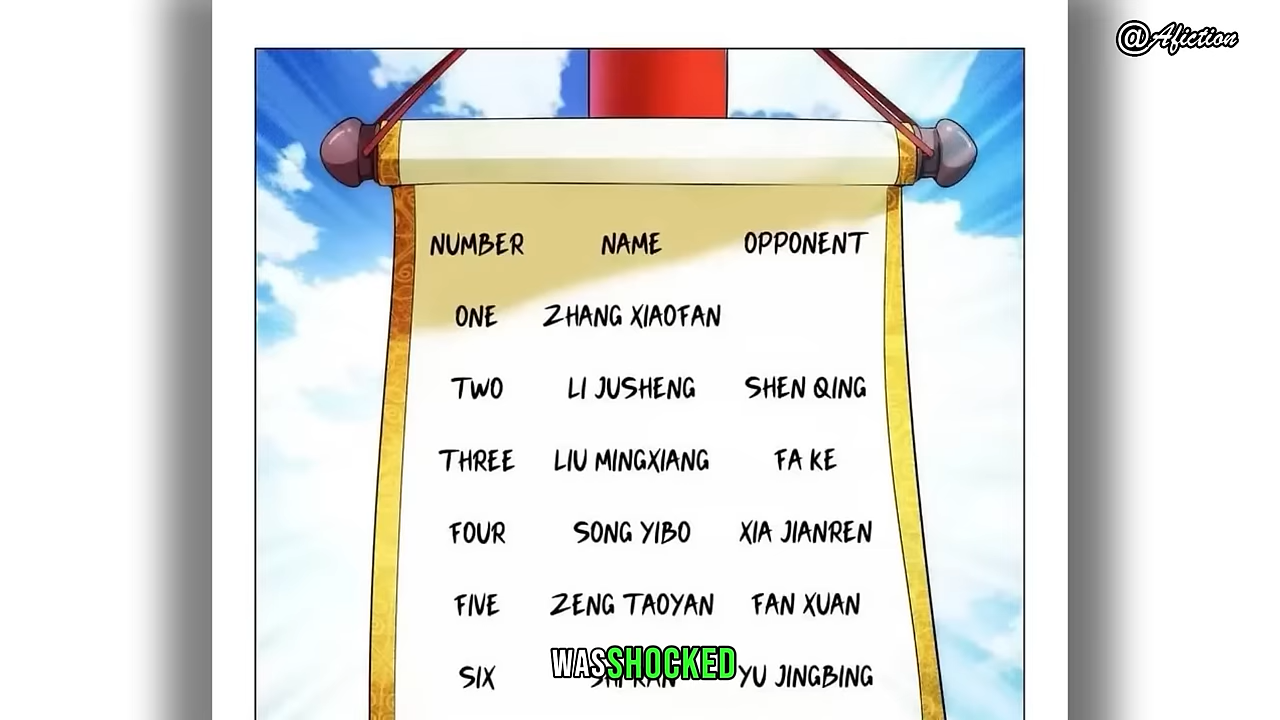 @Afiction
NUMBER NAME OPPONENT
ONE ZHANG XIAOFAN
TWO LI JUSHENG SHEN QING
THREE LIU MINGXIANG FA KE
FOUR SONG YIBO XIA JIANREN
FIVE ZENG TAOYAN FAN XUAN
SIX YU JINGBING
WAS SHOCKED